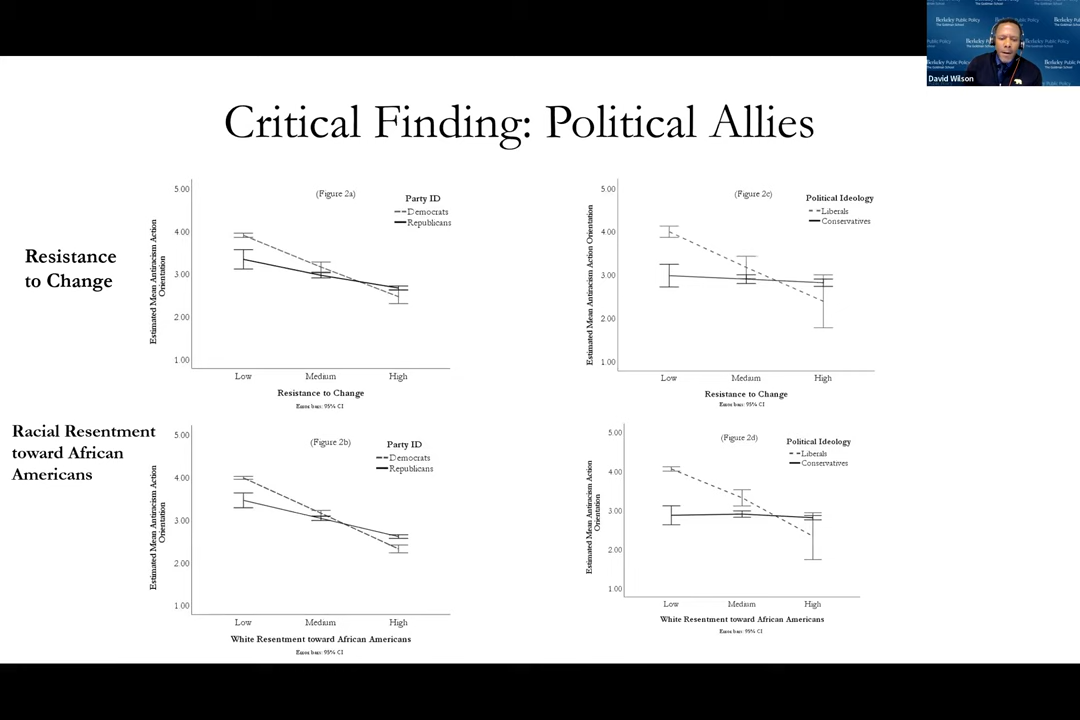 Berkeley Public Policy
The Goldman School
David Wilson
Critical Finding: Political Allies
Resistance
to Change
(Figure 2a)
Party ID
Democrats
Republicans
Estimated Mean Antiracism Action
Orientation
5.00
4.00
3.00
2.00
1.00
Low
Medium
High
Resistance to Change
Error bars: 95% CI
(Figure 2c)
Political Ideology
Liberals
Conservatives
Estimated Mean Antiracism Action Orientation
5.00
4.00
3.00
2.00
1.00
Low
Medium
High
Resistance to Change
Error bars: 95% CI
Racial Resentment
toward African
Americans
(Figure 2b)
Party ID
Democrats
Republicans
Estimated Mean Antiracism Action
Orientation
5.00
4.00
3.00
2.00
1.00
Low
Medium
High
White Resentment toward African Americans
Error bars: 95% CI
(Figure 2d)
Political Ideology
Liberals
Conservatives
Estimated Mean Antiracism Action
Orientation
5.00
4.00
3.00
2.00
1.00
Low
Medium
High
White Resentment toward African Americans
Error bars: 95% CI